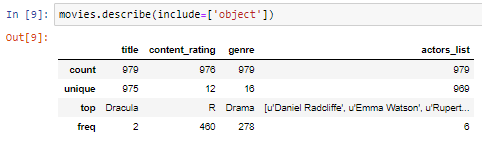 In [9]: movies.describe(include=['object'])
Out[9]:
title content_rating genre actors_list
count 979 976 979 979
unique 975 12 16 969
top Dracula R Drama [u'Daniel Radcliffe', u'Emma Watson', u'Rupert...
freq 2 460 278 6